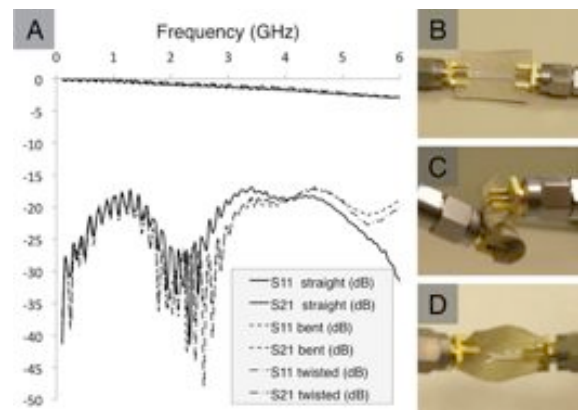 A
Frequency (GHz)
0 1 2 3 4 5 6
0
-5
-10
-15
-20
-25
-30
-35
-40
-45
-50
S11 straight (dB)
S21 straight (dB)
S11 bent (dB)
S21 bent (dB)
S11 twisted (dB)
S21 twisted (dB)
B
C
D